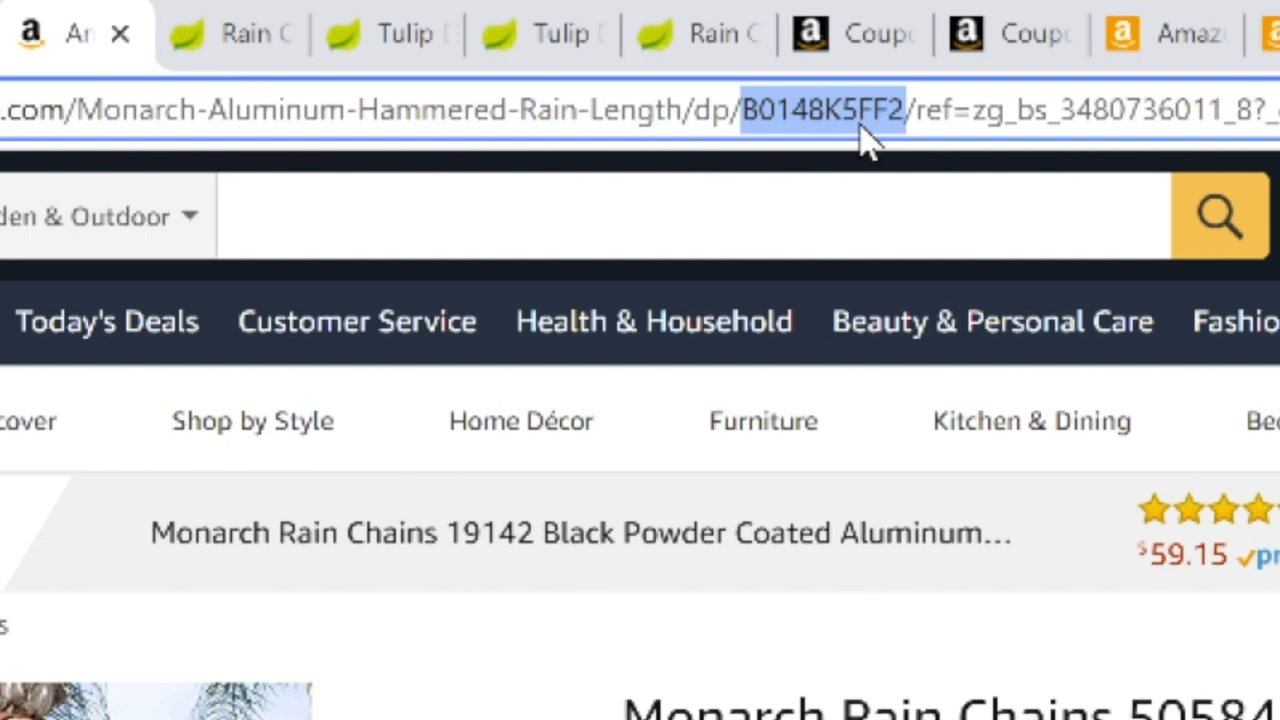 An
Rain C
Tulip
Tulip
Rain C
Coup
Coup
Amaz
.com/Monarch-Aluminum-Hammered-Rain-Length/dp/B0148K5FF2/ref=zg_bs_3480736011_8?_
den & Outdoor
Today's Deals Customer Service Health & Household Beauty & Personal Care Fashio
cover Shop by Style Home Décor Furniture Kitchen & Dining Bed
Monarch Rain Chains 19142 Black Powder Coated Aluminum...
$59.15 pr
s
Monarch Rain Chains 50584